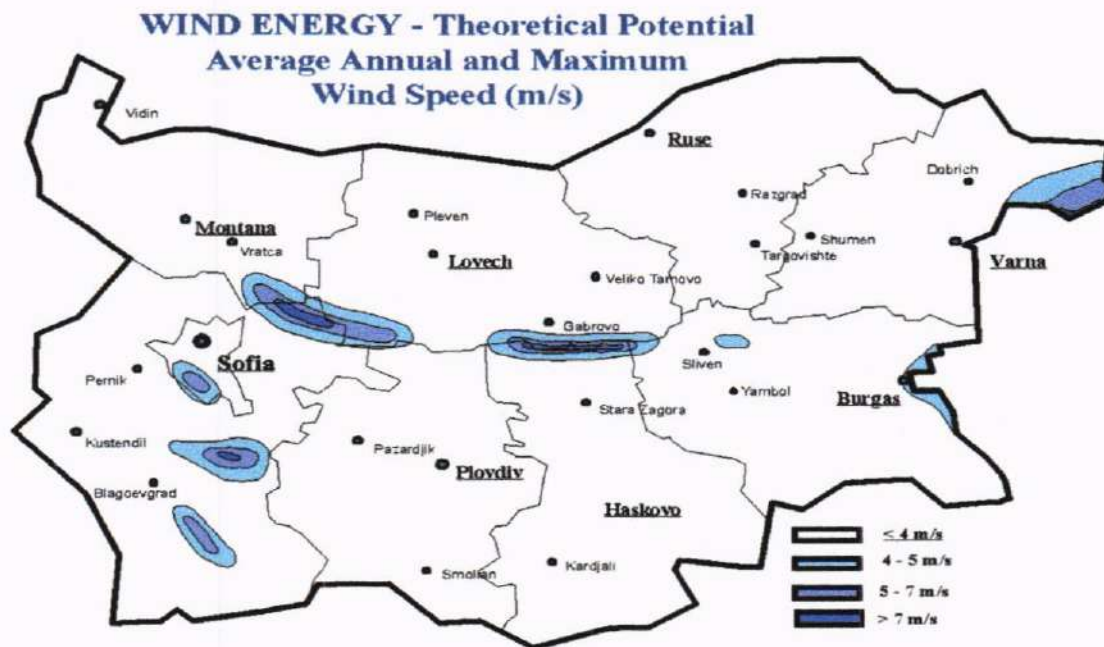 WIND ENERGY - Theoretical Potential
Average Annual and Maximum
Wind Speed (m/s)
Vidin
Ruse
Dobrich
Razgrad
Pleven
Montana
Vratca
Lovech
Shumen
Targovishte
Varna
Veliko Tarnovo
Gabrovo
Sofia
Sliven
Pernik
Yambol
Burgas
Stara Zagora
Kustendil
Pazardjik
Plovdiv
Blagoevgrad
Haskovo
Smolian
Kardjali
≤ 4 m/s
4 - 5 m/s
5 - 7 m/s
> 7 m/s